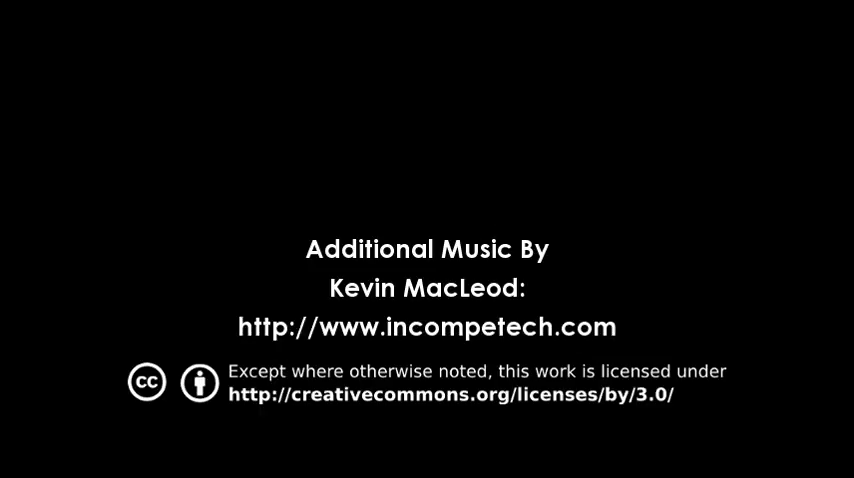 Additional Music By
Kevin MacLeod:
http://www.incompetech.com
cc
Except where otherwise noted, this work is licensed under
http://creativecommons.org/licenses/by/3.0/